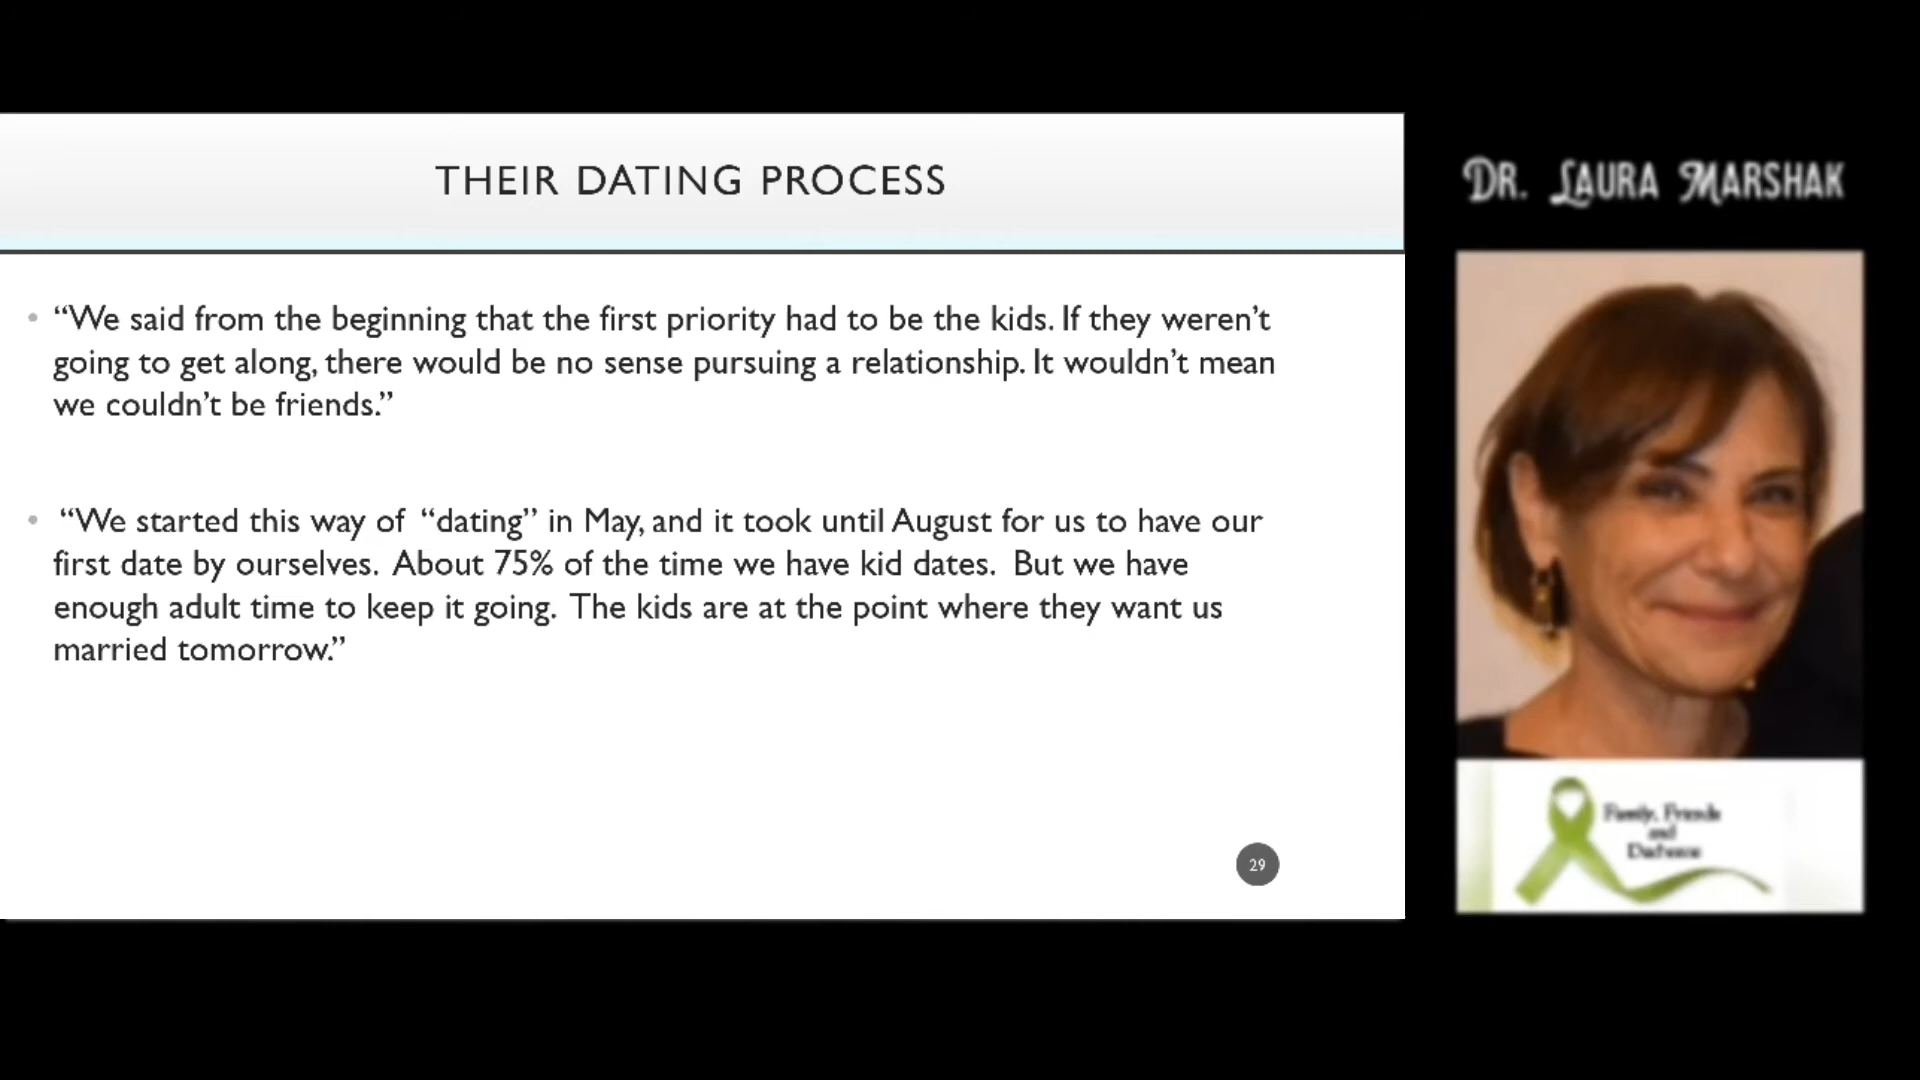 THEIR DATING PROCESS
• “We said from the beginning that the first priority had to be the kids. If they weren’t
going to get along, there would be no sense pursuing a relationship. It wouldn’t mean
we couldn’t be friends.”
• “We started this way of “dating” in May, and it took until August for us to have our
first date by ourselves. About 75% of the time we have kid dates. But we have
enough adult time to keep it going. The kids are at the point where they want us
married tomorrow.”
29
DR. LAURA MARSHAK
Family, Friends
and
Duchenne